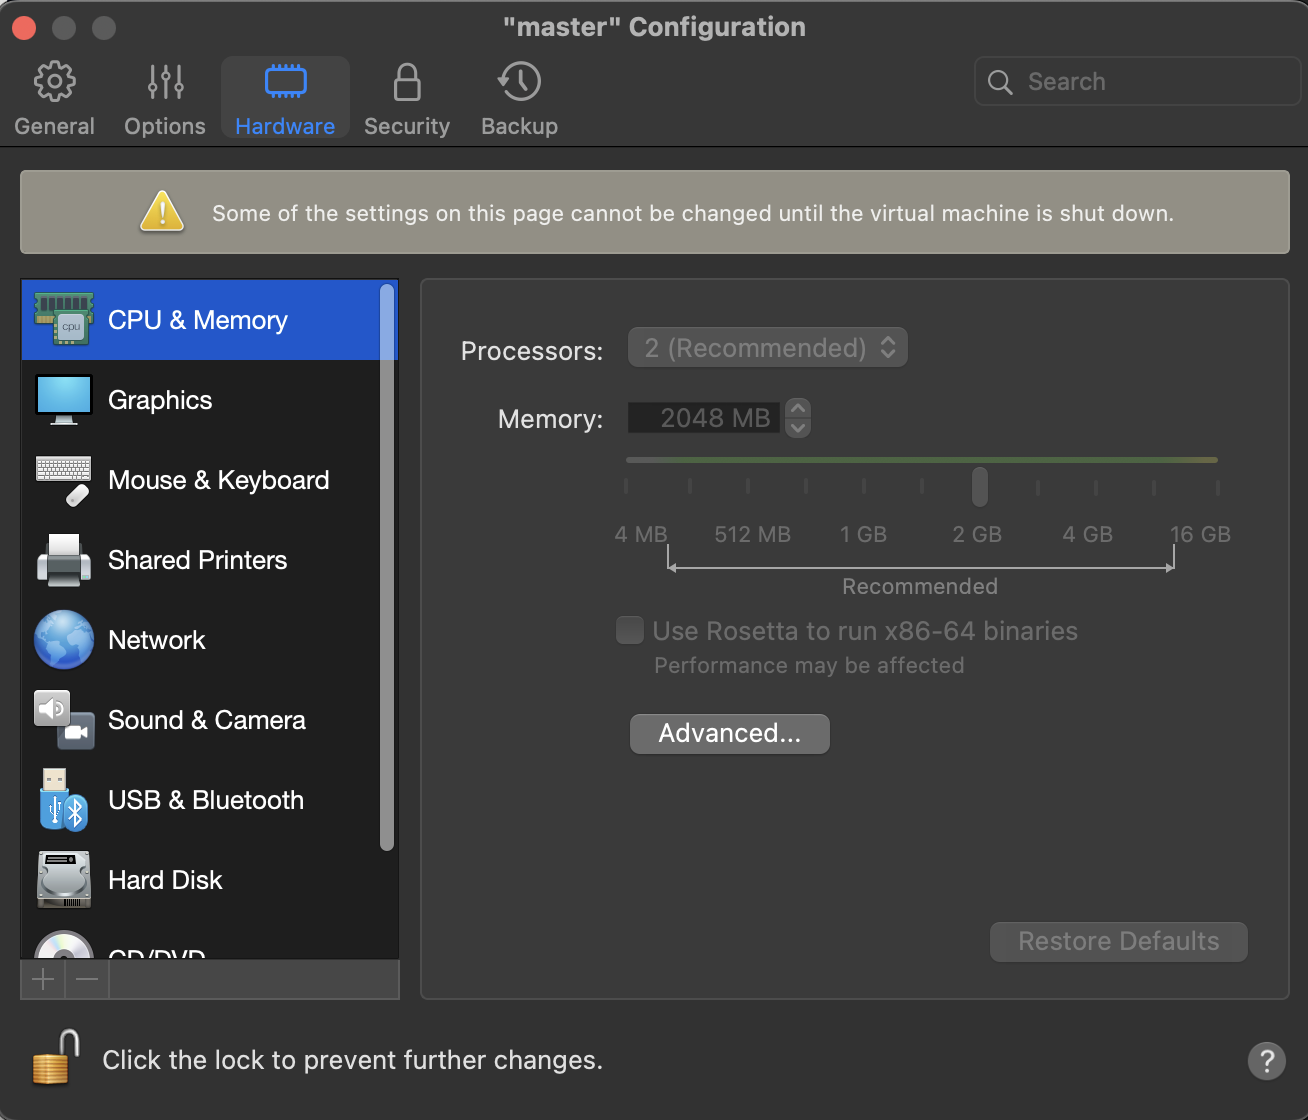 "master" Configuration
General
Options
Hardware
Security
Backup
Search
Some of the settings on this page cannot be changed until the virtual machine is shut down.
cpu
CPU & Memory
Graphics
Mouse & Keyboard
Shared Printers
Network
Sound & Camera
USB & Bluetooth
Hard Disk
CD/DVD
Processors:
2 (Recommended)
Memory:
2048 MB
4 MB
512 MB
1 GB
2 GB
4 GB
16 GB
Recommended
Use Rosetta to run x86-64 binaries
Performance may be affected
Advanced...
Restore Defaults
Click the lock to prevent further changes.
?